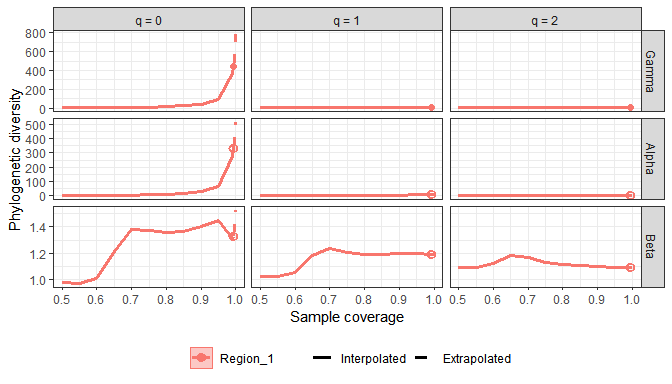 q = 0 q = 1 q = 2
800
600
400
200
0
Gamma
500
400
300
200
100
0
Alpha
1.4
1.2
1.0
Beta
Phylogenetic diversity
0.5 0.6 0.7 0.8 0.9 1.0 0.5 0.6 0.7 0.8 0.9 1.0 0.5 0.6 0.7 0.8 0.9 1.0
Sample coverage
Region_1 Interpolated Extrapolated